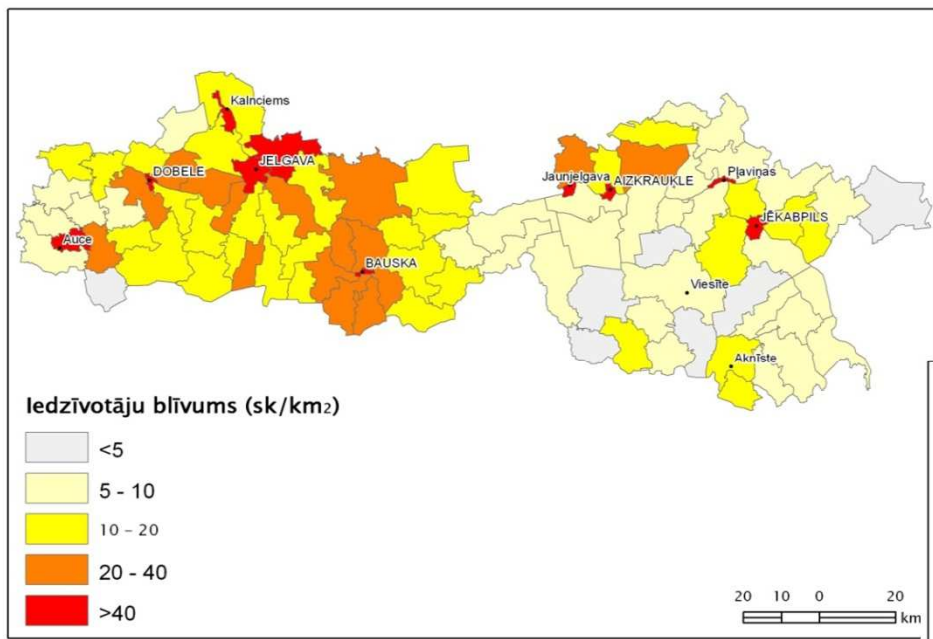 Kalnciems
JELGAVA
DOBELE
Auce
BAUSKA
Jaunjelgava
AIZKRAUKLE
Pļaviņas
JĒKABPILS
Viesīte
Aknīste
Iedzīvotāju blīvums (sk/km2)
<5
5 - 10
10 – 20
20 - 40
>40
20 10 0 20
km